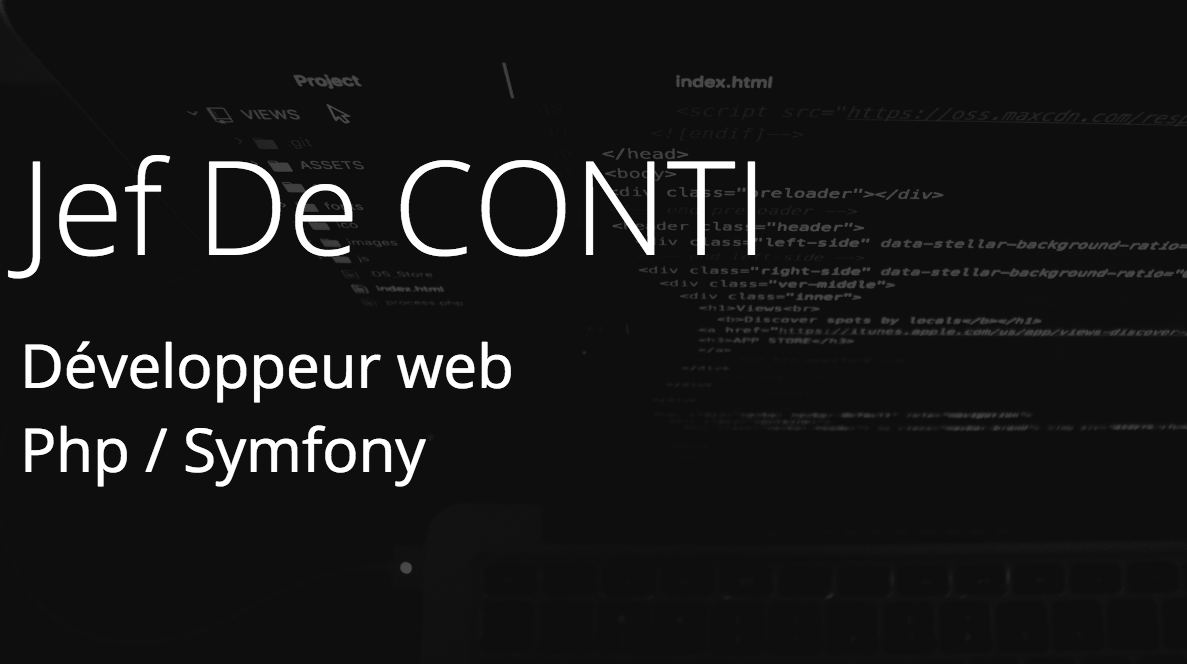 Project
index.html
VIEWS
<script src="https://oss.maxcdn.com/resp
.git
<![endif]-->
ASSETS
</head>
<body>
<div class="preloader"></div>
Jef De CONTI
fonts
ico
images
js
DS_Store
index.html
process.php
<header class="header">
<div class="left-side" data-stellar-background-ratio=
<div class="right-side" data-stellar-background-ratio="
<div class="ver-middle">
<div class="inner">
<h1>Views<br>
<b>Discover spots by locals</b></h1>
<a href="https://itunes.apple.com/us/app/views-discover-
<h3>APP STORE</h3>
</a>
</div>
Développeur web
Php / Symfony